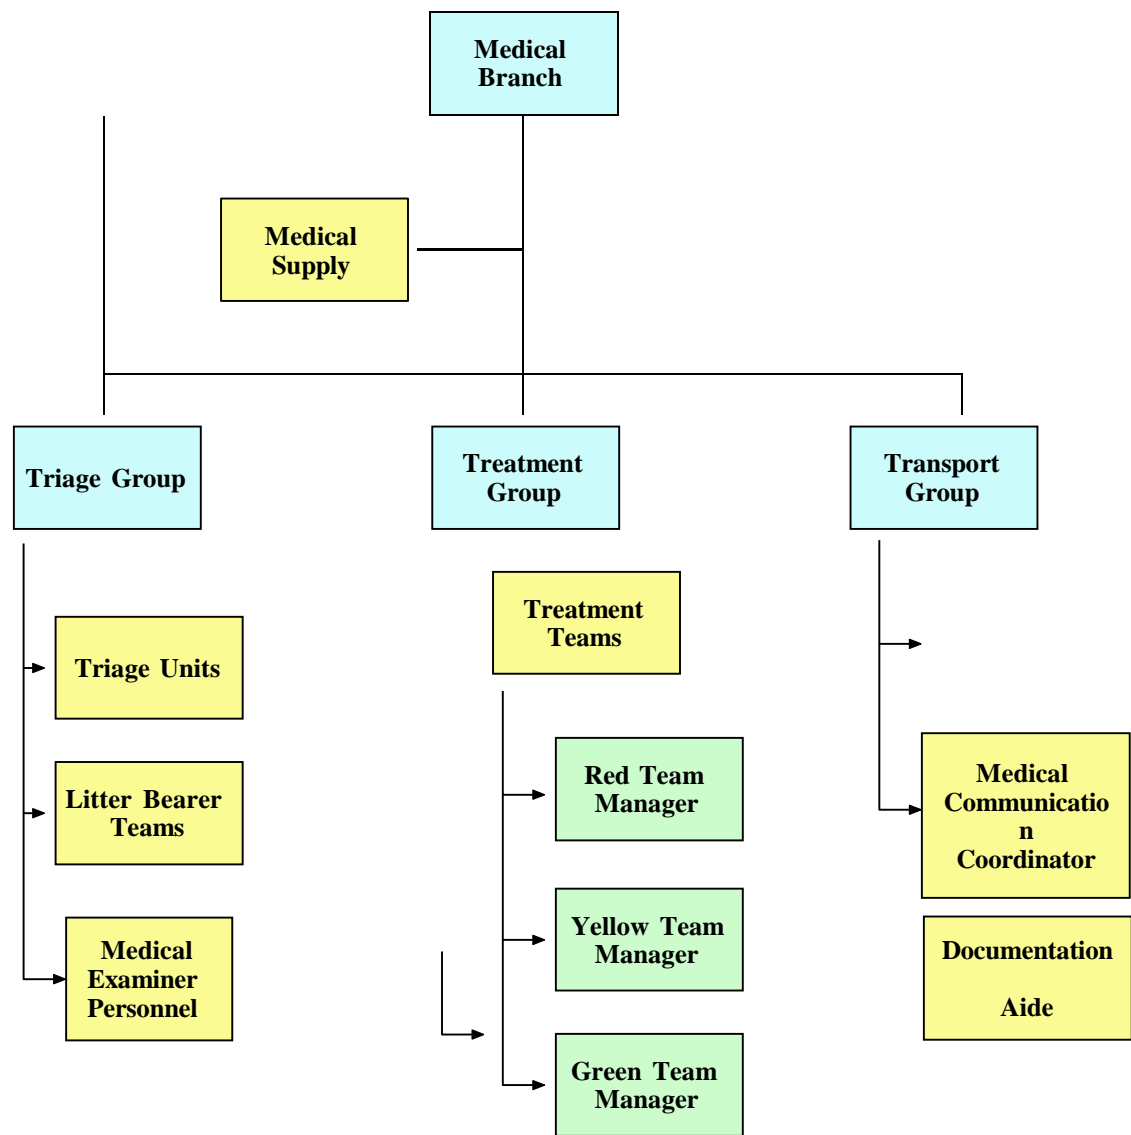 Medical
Branch
Medical
Supply
Triage Group
Treatment
Group
Transport
Group
Treatment
Teams
Triage Units
Litter Bearer
Teams
Medical
Examiner
Personnel
Red Team
Manager
Yellow Team
Manager
Green Team
Manager
Medical
Communicatio
n
Coordinator
Documentation
Aide